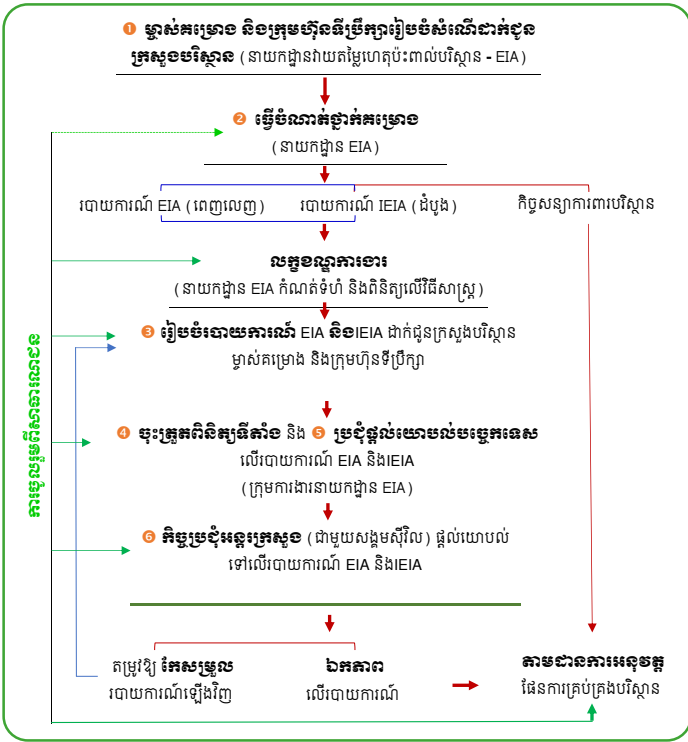 ❶ ម្ចាស់គម្រោង និងក្រុមហ៊ុនទីប្រឹក្សារៀបចំសំណើដាក់ជូន
ក្រសួងបរិស្ថាន (នាយកដ្ឋានវាយតម្លៃហេតុប៉ះពាល់បរិស្ថាន - EIA)
❷ ធ្វើចំណាត់ថ្នាក់គម្រោង
(នាយកដ្ឋាន EIA)
របាយការណ៍ EIA (ពេញលេញ) របាយការណ៍ IEIA (ដំបូង) កិច្ចសន្យាការពារបរិស្ថាន
លក្ខខណ្ឌការងារ
(នាយកដ្ឋាន EIA កំណត់ទំហំ និងពិនិត្យលើវិធីសាស្ត្រ)
❸ រៀបចំរបាយការណ៍ EIA និងIEIA ដាក់ជូនក្រសួងបរិស្ថាន
ម្ចាស់គម្រោង និងក្រុមហ៊ុនទីប្រឹក្សា
❹ ចុះត្រួតពិនិត្យទីតាំង និង ❺ ប្រជុំផ្តល់យោបល់បច្ចេកទេស
លើរបាយការណ៍ EIA និងIEIA
(ក្រុមការងារនាយកដ្ឋាន EIA)
❻ កិច្ចប្រជុំអន្តរក្រសួង (ជាមួយសង្គមស៊ីវិល) ផ្តល់យោបល់
ទៅលើរបាយការណ៍ EIA និងIEIA
តម្រូវឱ្យ កែសម្រួល
របាយការណ៍ឡើងវិញ
ឯកភាព
លើរបាយការណ៍
តាមដានការអនុវត្ត
ផែនការគ្រប់គ្រងបរិស្ថាន
ការចូលរួមពីសាធារណជន